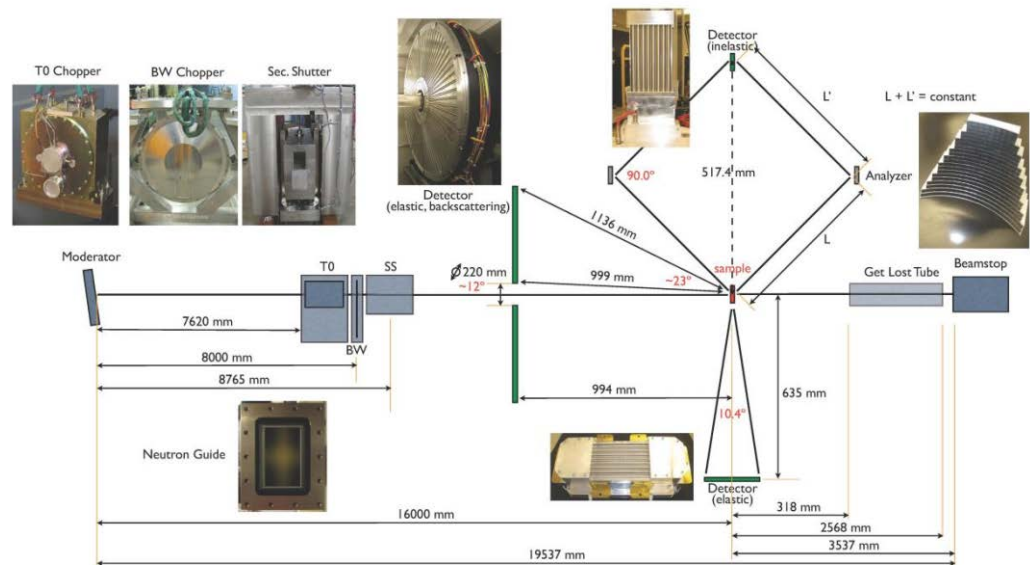 T0 Chopper
BW Chopper
Sec. Shutter
Detector
(inelastic)
L'
L + L' = constant
90.0°
517.4 mm
Analyzer
Detector
(elastic, backscattering)
1136 mm
L
Moderator
T0
SS
Ø 220 mm
~12°
999 mm
~23°
sample
Get Lost Tube
Beamstop
7620 mm
BW
8000 mm
8765 mm
994 mm
635 mm
10.4°
Neutron Guide
Detector
(elastic)
318 mm
16000 mm
2568 mm
3537 mm
19537 mm